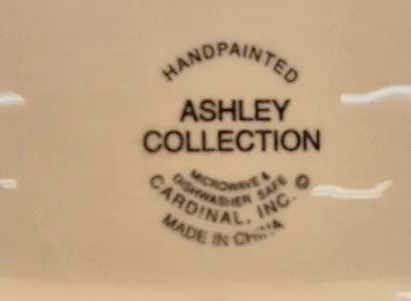 HANDPAINTED
ASHLEY
COLLECTION
MICROWAVE &
DISHWASHER SAFE
CARDINAL, INC. ©
MADE IN CHINA